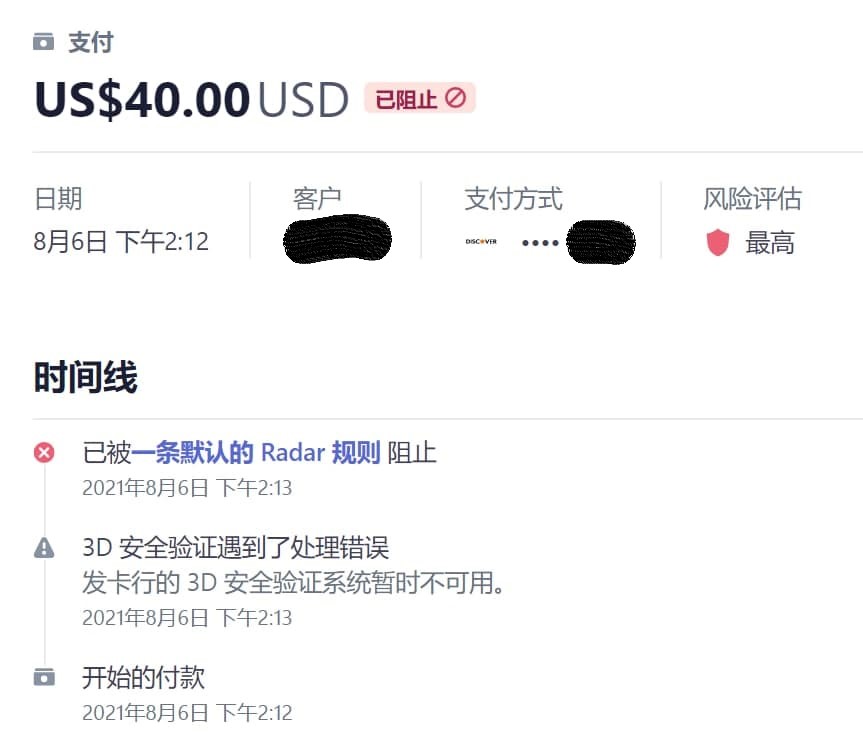 支付
US$40.00 USD 已阻止
日期
8月6日 下午2:12
客户
支付方式
DISCOVER ••••
风险评估
最高
时间线
已被一条默认的 Radar 规则 阻止
2021年8月6日 下午2:13
3D 安全验证遇到了处理错误
发卡行的 3D 安全验证系统暂时不可用。
2021年8月6日 下午2:13
开始的付款
2021年8月6日 下午2:12